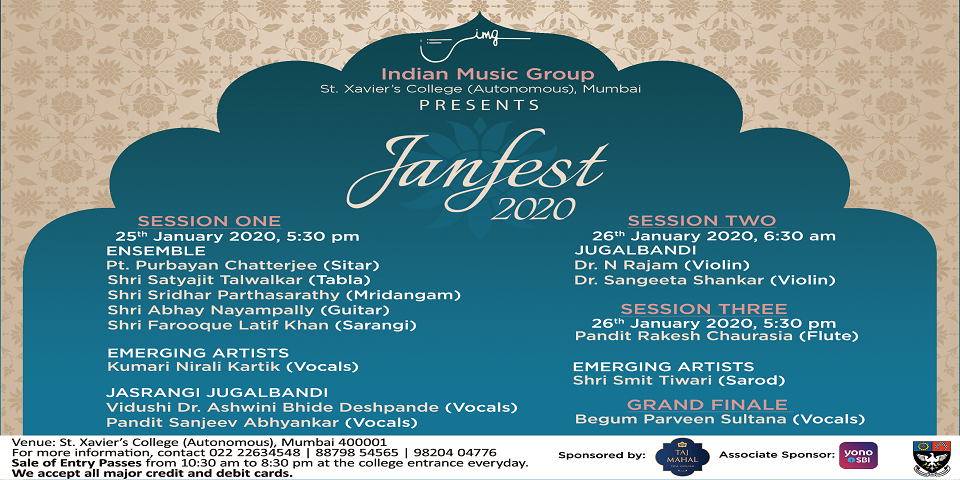 img
Indian Music Group
St. Xavier's College (Autonomous), Mumbai
PRESENTS
Janfest
2020
SESSION ONE
25th January 2020, 5:30 pm
ENSEMBLE
Pt. Purbayan Chatterjee (Sitar)
Shri Satyajit Talwalkar (Tabla)
Shri Sridhar Parthasarathy (Mridangam)
Shri Abhay Nayampally (Guitar)
Shri Farooque Latif Khan (Sarangi)
EMERGING ARTISTS
Kumari Nirali Kartik (Vocals)
JASRANGI JUGALBANDI
Vidushi Dr. Ashwini Bhide Deshpande (Vocals)
Pandit Sanjeev Abhyankar (Vocals)
SESSION TWO
26th January 2020, 6:30 am
JUGALBANDI
Dr. N Rajam (Violin)
Dr. Sangeeta Shankar (Violin)
SESSION THREE
26th January 2020, 5:30 pm
Pandit Rakesh Chaurasia (Flute)
EMERGING ARTISTS
Shri Smit Tiwari (Sarod)
GRAND FINALE
Begum Parveen Sultana (Vocals)
Venue: St. Xavier's College (Autonomous), Mumbai 400001
For more information, contact 022 22634548 | 88798 54565 | 98204 04776
Sale of Entry Passes from 10:30 am to 8:30 pm at the college entrance everyday.
We accept all major credit and debit cards.
Sponsored by:
TAJ
MAHAL
Associate Sponsor:
yono
SBI